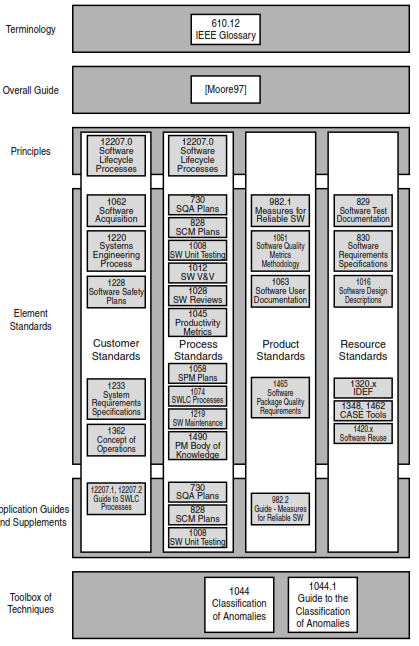 Terminology
610.12
IEEE Glossary
Overall Guide
[Moore97]
Principles
12207.0
Software
Lifecycle
Processes
12207.0
Software
Lifecycle
Processes
Element
Standards
1062
Software
Acquisition
1220
Systems
Engineering
Process
1228
Software Safety
Plans
Customer
Standards
1233
System
Requirements
Specifications
1362
Concept of
Operations
730
SQA Plans
828
SCM Plans
1008
SW Unit Testing
1012
SW V&V
1028
SW Reviews
1045
Productivity
Metrics
Process
Standards
1058
SPM Plans
1074
SWLC Processes
1219
SW Maintenance
1490
PM Body of
Knowledge
982.1
Measures for
Reliable SW
1061
Software Quality
Metrics
Methodology
1063
Software User
Documentation
Product
Standards
1465
Software
Package Quality
Requirements
829
Software Test
Documentation
830
Software
Requirements
Specifications
1016
Software Design
Descriptions
Resource
Standards
1320.x
IDEF
1348, 1462
CASE Tools
1420.x
Software Reuse
pplication Guides
nd Supplements
12207.1, 12207.2
Guide to SWLC
Processes
730
SQA Plans
828
SCM Plans
1008
SW Unit Testing
982.2
Guide - Measures
for Reliable SW
Toolbox of
Techniques
1044
Classification
of Anomalies
1044.1
Guide to the
Classification
of Anomalies